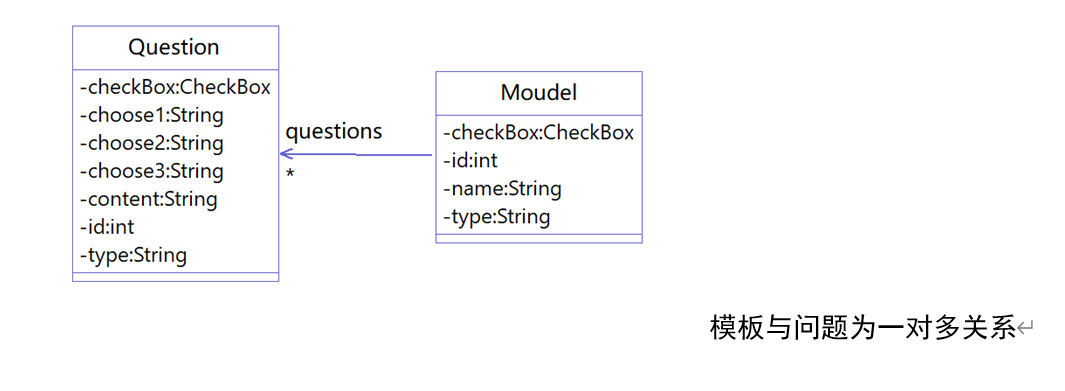 Question
-checkBox:CheckBox
-choose1:String
-choose2:String
-choose3:String
-content:String
-id:int
-type:String
questions
*
Moudel
-checkBox:CheckBox
-id:int
-name:String
-type:String
模板与问题为一对多关系↵